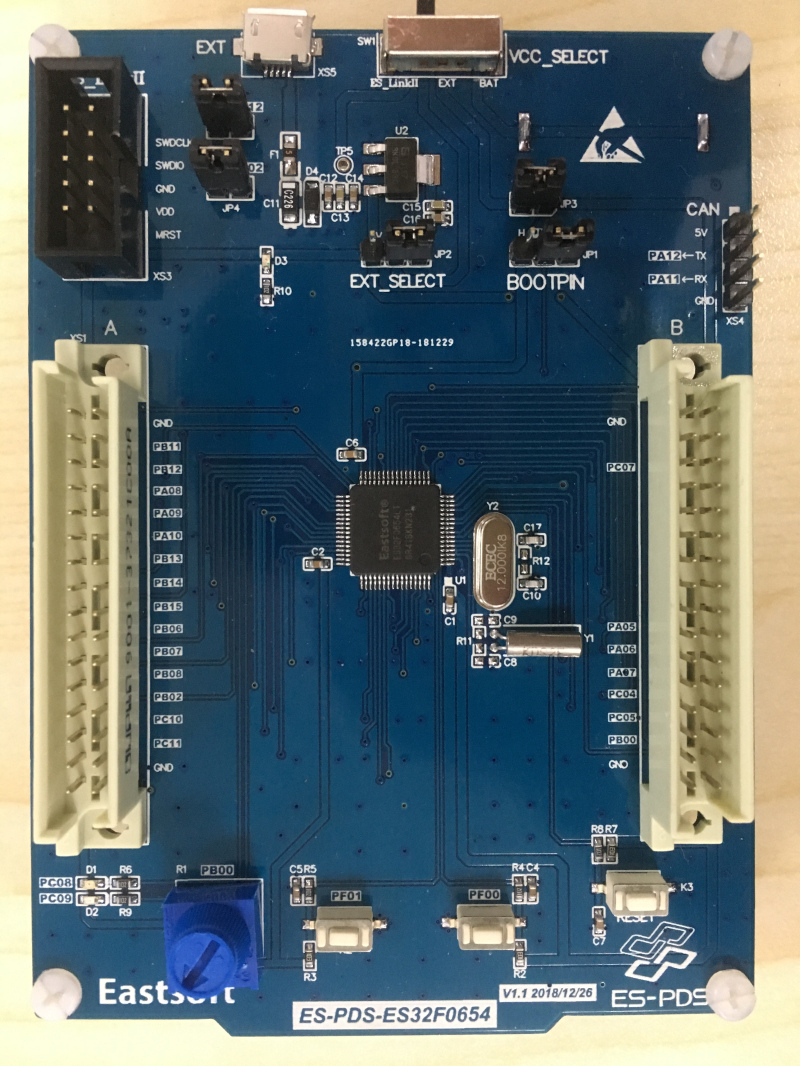 EXT
XS5
SW1
VCC_SELECT
ES_LinkII
EXT
BAT
U2
SWDCLK
SWDIO
GND
VDD
MRST
XS3
JP4
F1
TP5
D4
C12
C14
C13
C11
C226
C15
C16
JP2
EXT_SELECT
D3
R10
JP3
JP1
BOOTPIN
CAN
5V
PA12←TX
PA11←RX
GND
XS4
158422GP18-181229
A
XS1
B
GND
PB11
PB12
PA08
PA09
PA10
PB13
PB14
PB15
PB06
PB07
PB08
PB02
PC10
PC11
GND
C6
C2
Eastsoft
ES32F0654LT
U1
C1
Y2
ECEC
12.000IK8
C17
R12
C10
C9
R11
Y1
C8
GND
PC07
PA05
PA06
PA07
PC04
PC05
PB00
GND
PC08
D1
R6
PC09
D2
R9
R1
PB00
C5
R5
PF01
R3
PF00
R4
C4
R2
R8
R7
K3
RESET
C7
Eastsoft
ES-PDS-ES32F0654
V1.1 2018/12/26
ES-PDS